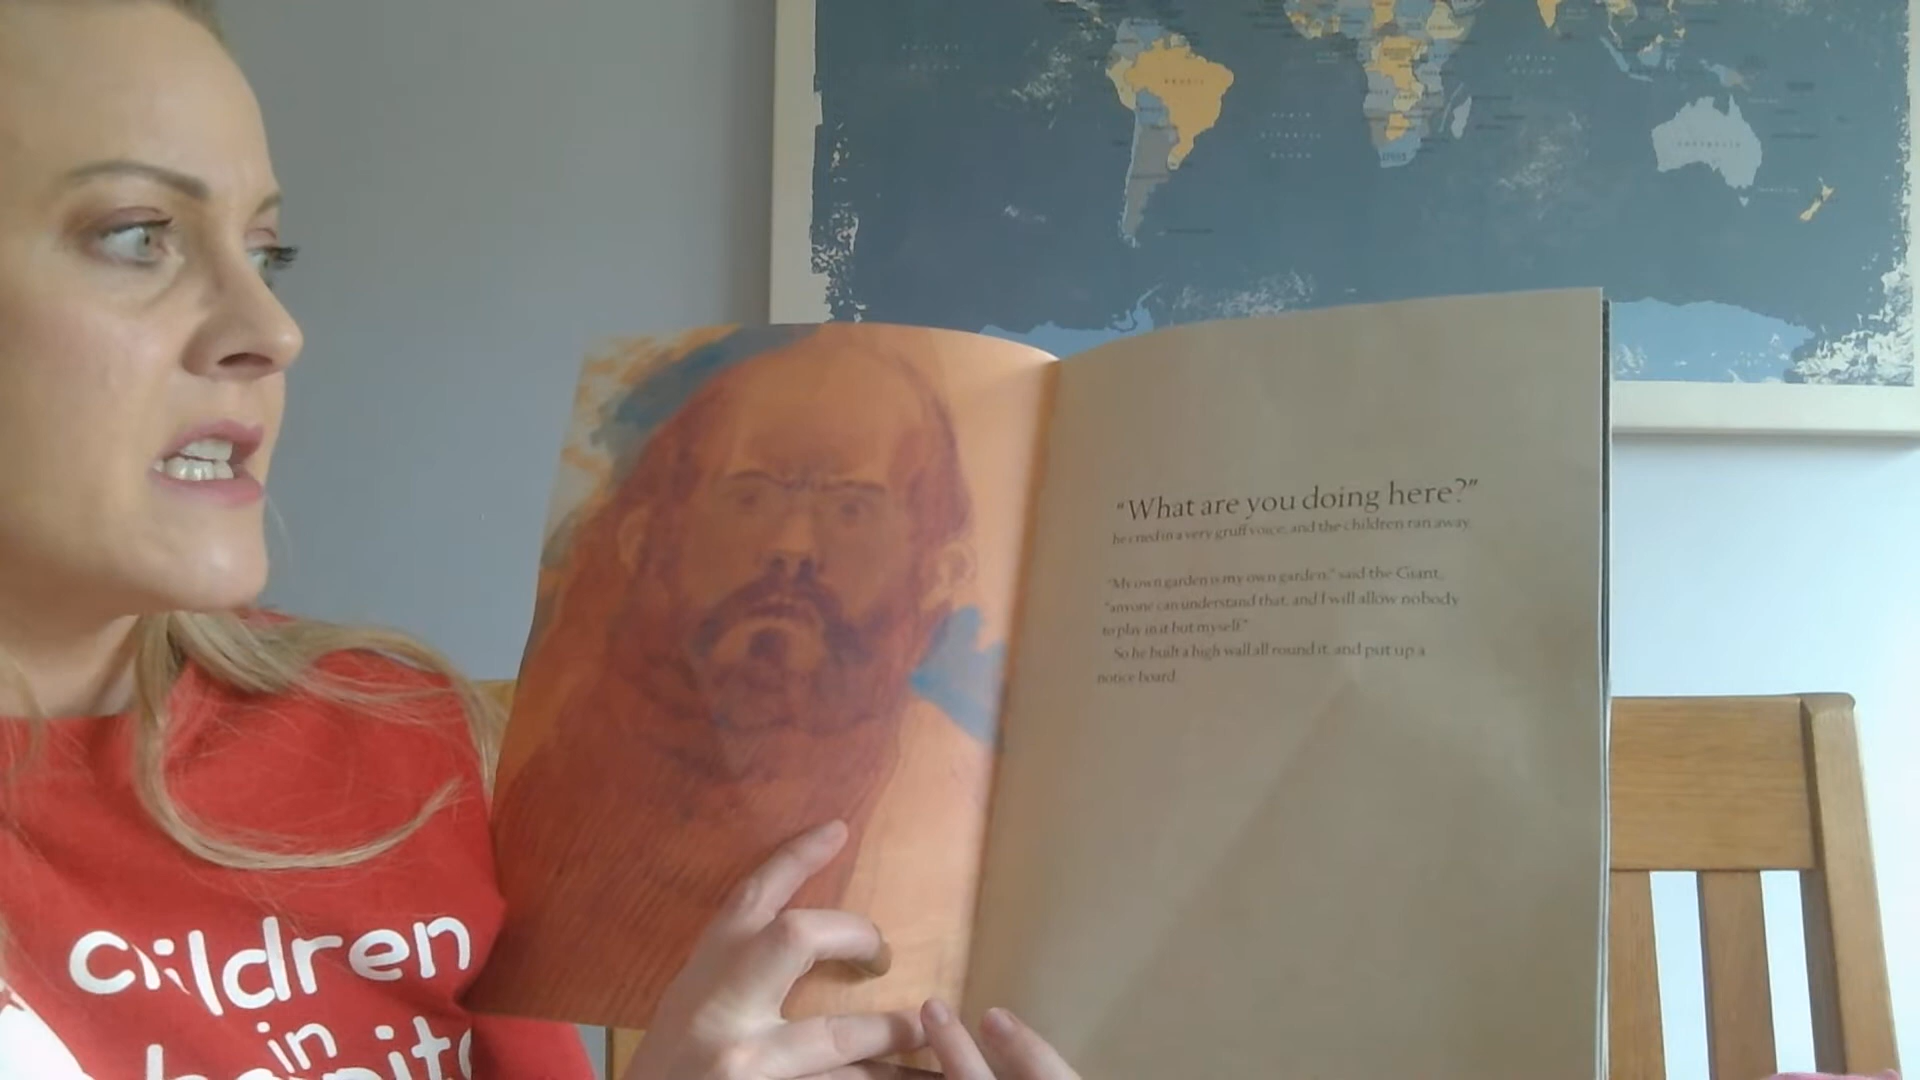 BRAZIL
AUSTRALIA
"What are you doing here?"
he cried in a very gruff voice, and the children ran away.
"My own garden is my own garden," said the Giant,
"anyone can understand that, and I will allow nobody
to play in it but myself."
So he built a high wall all round it, and put up a
notice board.
Children
in